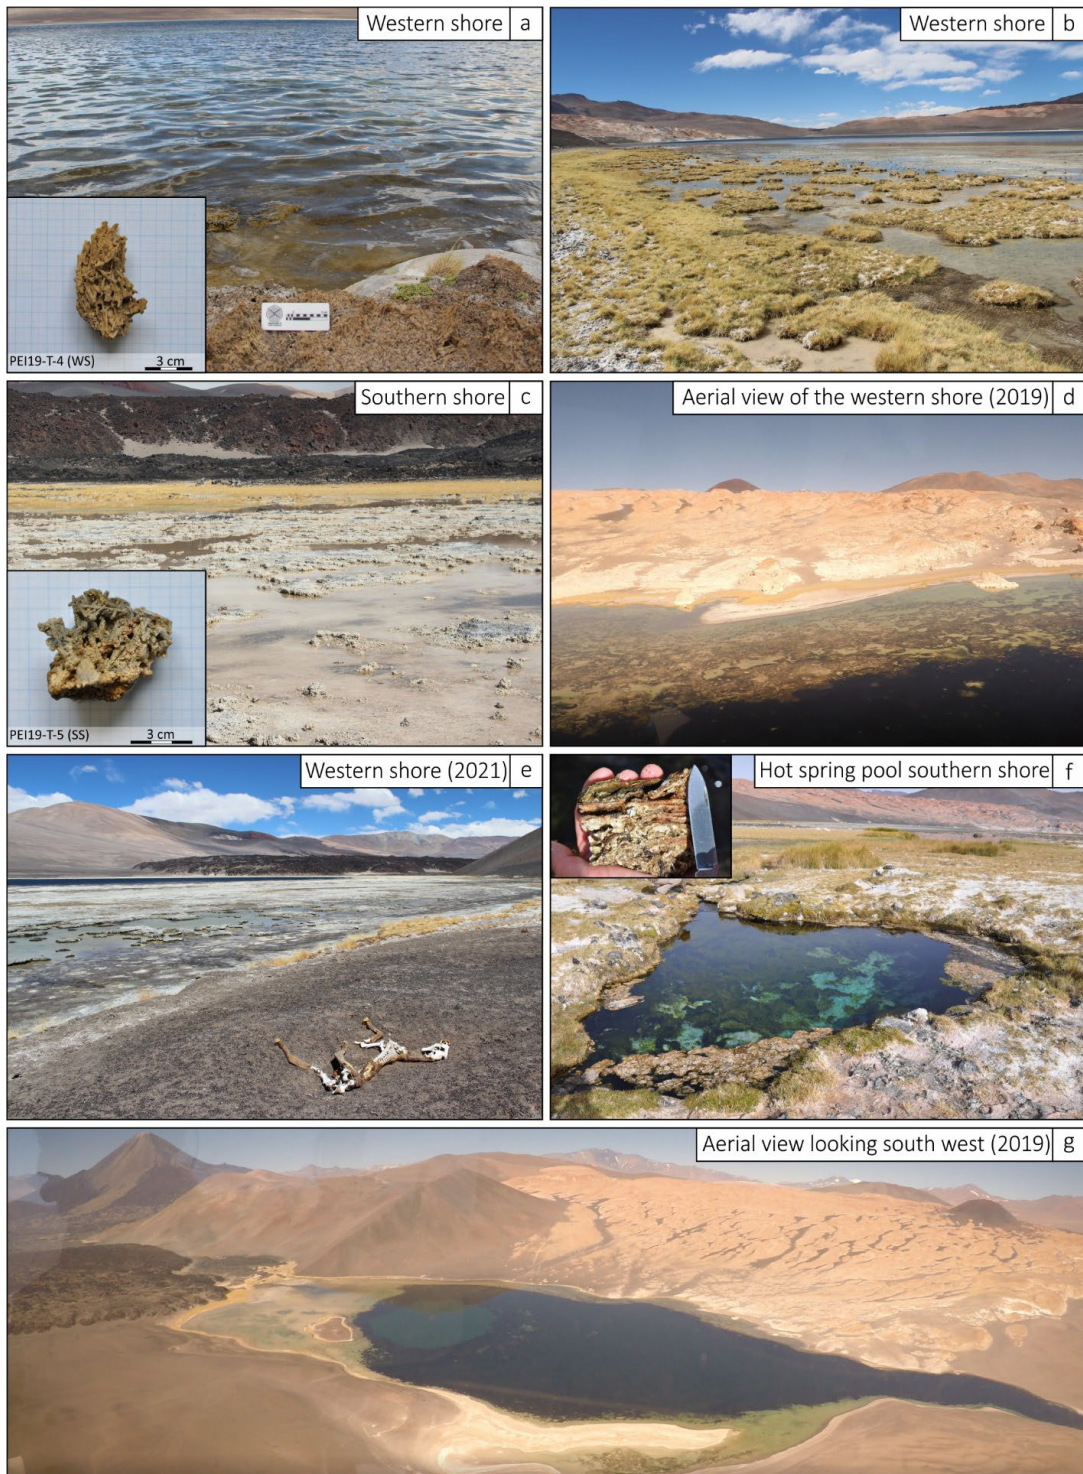 Western shore a
PEI19-T-4 (WS)
3 cm
Western shore b
Southern shore c
PEI19-T-5 (SS)
3 cm
Aerial view of the western shore (2019) d
Western shore (2021) e
Hot spring pool southern shore f
Aerial view looking south west (2019) g